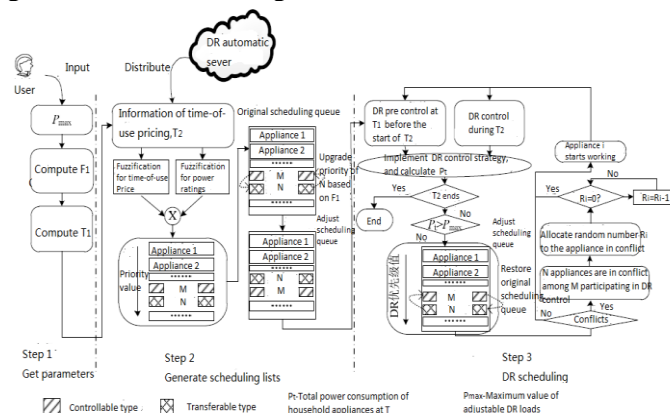 DR automatic
sever
Input
Distribute
User
Pmax
Compute F1
Compute T1
Step 1
Get parameters
Information of time-of-
use pricing,T2
Fuzzification
for time-of-use
Price
Fuzzification
for power
ratings
X
Priority
value
Appliance 1
Appliance 2
......
M
N
......
Original scheduling queue
Appliance 1
Appliance 2
......
M
N
......
Upgrade
priority of
N based
on F1
Adjust
scheduling
queue
Appliance 1
Appliance 2
......
N
M
......
Step 2
Generate scheduling lists
DR pre control at
T1 before the
start of T2
DR control
during T2
Implement DR control strategy,
and calculate Pt
Yes
T2 ends
No
End
Pt>Pmax
No
Adjust
scheduling
queue
DR优先级值
Appliance 1
Appliance 2
......
M
N
......
Restore
original
scheduling
queue
Appliance i
starts working
Yes
No
Ri=0?
Ri=Ri-1
Allocate random number Ri
to the appliance in conflict
N appliances are in conflict
among M participating in DR
control
No
Yes
Conflicts
Step 3
DR scheduling
Controllable type
Transferable type
Pt-Total power consumption of
household appliances at T
Pmax-Maximum value of
adjustable DR loads